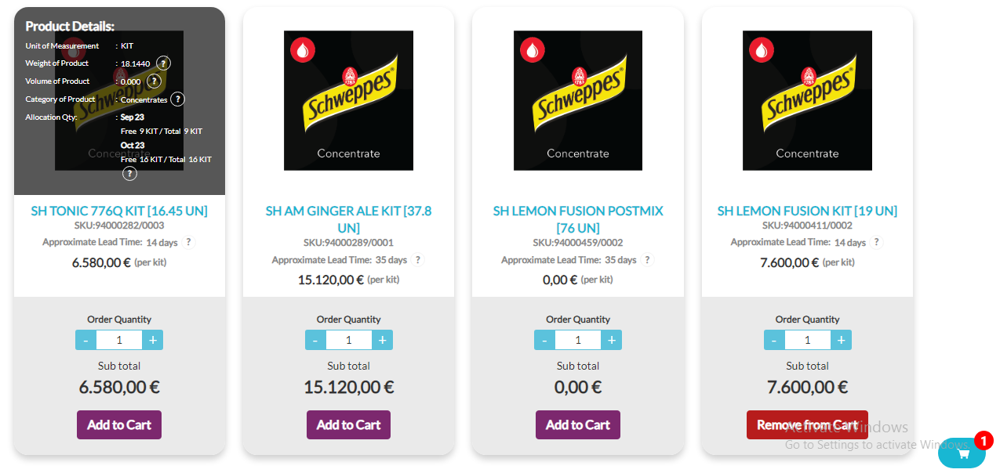 Product Details:
Unit of Measurement : KIT
Weight of Product : 18.1440 ?
Volume of Product : 0.000 ?
Category of Product : Concentrates ?
Allocation Qty: : Sep 23
Free 9 KIT / Total 9 KIT
Oct 23
Free 16 KIT / Total 16 KIT
?
Schweppes
Concentrate
SH TONIC 776Q KIT [16.45 UN]
SKU:94000282/0003
Approximate Lead Time: 14 days ?
6.580,00 € (per kit)
Order Quantity
- 1 +
Sub total
6.580,00 €
Add to Cart
1783
Schweppes®
Concentrate
SH AM GINGER ALE KIT [37.8
UN]
SKU:94000289/0001
Approximate Lead Time: 35 days ?
15.120,00 € (per kit)
Order Quantity
- 1 +
Sub total
15.120,00 €
Add to Cart
1783
Schweppes®
Concentrate
SH LEMON FUSION POSTMIX
[76 UN]
SKU:94000459/0002
Approximate Lead Time: 35 days ?
0,00 € (per kit)
Order Quantity
- 1 +
Sub total
0,00 €
Add to Cart
1783
Schweppes®
Concentrate
SH LEMON FUSION KIT [19 UN]
SKU:94000411/0002
Approximate Lead Time: 14 days ?
7.600,00 € (per kit)
Order Quantity
- 1 +
Sub total
7.600,00 €
Remove from Cart
Activate Windows
Go to Settings to activate Windows.
1